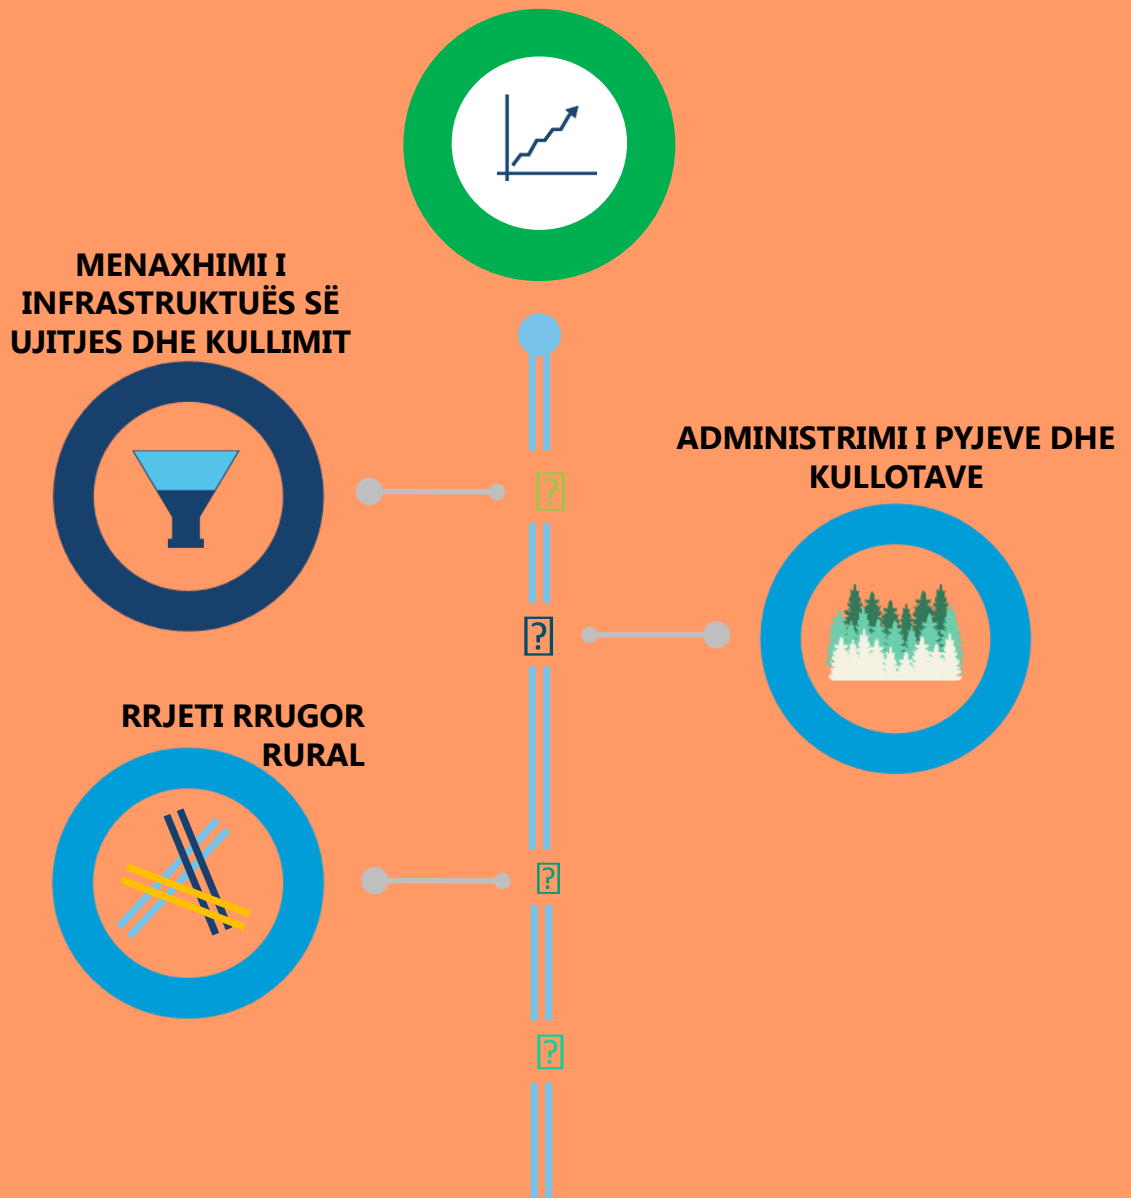 MENAXHIMI I
INFRASTRUKTUËS SË
UJITJES DHE KULLIMIT
ADMINISTRIMI I PYJEVE DHE
KULLOTAVE
RRJETI RRUGOR
RURAL